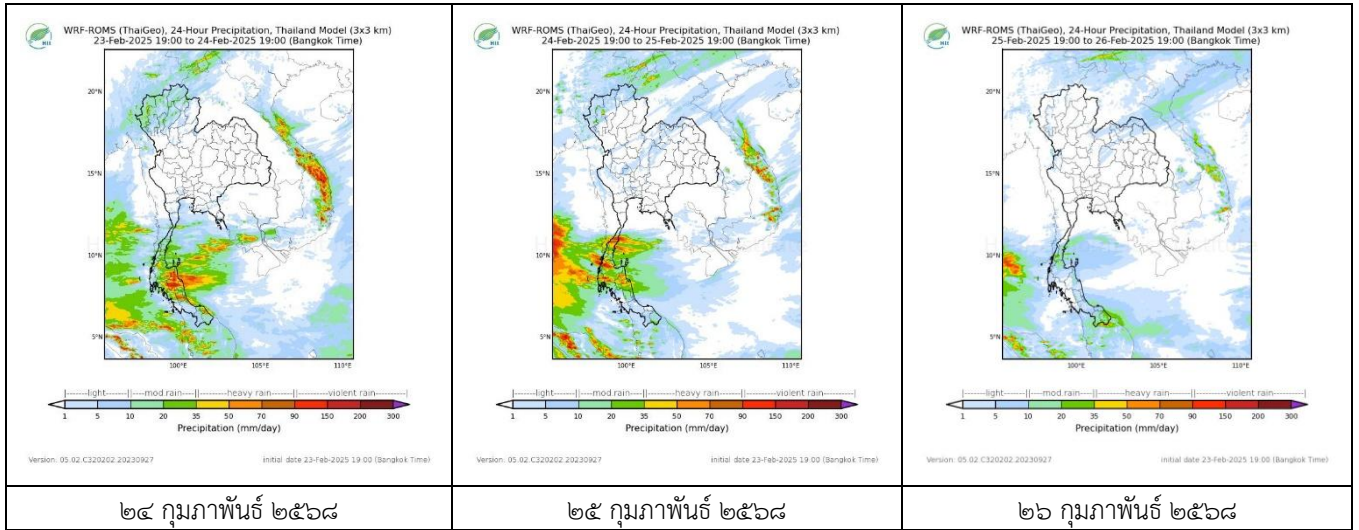 WRF-ROMS (ThaiGeo), 24-Hour Precipitation, Thailand Model (3x3 km)
23-Feb-2025 19:00 to 24-Feb-2025 19:00 (Bangkok Time)
20°N
15°N
10°N
5°N
100°E 105°E 110°E
light mod rain heavy rain violent rain
1 5 10 20 35 50 70 90 150 200 300
Precipitation (mm/day)
Version: 05.02.C320202.20230927 initial date 23-Feb-2025 19:00 (Bangkok Time)
๒๔ กุมภาพันธ์ ๒๕๖๘
WRF-ROMS (ThaiGeo), 24-Hour Precipitation, Thailand Model (3x3 km)
24-Feb-2025 19:00 to 25-Feb-2025 19:00 (Bangkok Time)
20°N
15°N
10°N
5°N
100°E 105°E 110°E
light mod rain heavy rain violent rain
1 5 10 20 35 50 70 90 150 200 300
Precipitation (mm/day)
Version: 05.02.C320202.20230927 initial date 23-Feb-2025 19:00 (Bangkok Time)
๒๕ กุมภาพันธ์ ๒๕๖๘
WRF-ROMS (ThaiGeo), 24-Hour Precipitation, Thailand Model (3x3 km)
25-Feb-2025 19:00 to 26-Feb-2025 19:00 (Bangkok Time)
20°N
15°N
10°N
5°N
100°E 105°E 110°E
light mod rain heavy rain violent rain
1 5 10 20 35 50 70 90 150 200 300
Precipitation (mm/day)
Version: 05.02.C320202.20230927 initial date 23-Feb-2025 19:00 (Bangkok Time)
๒๖ กุมภาพันธ์ ๒๕๖๘